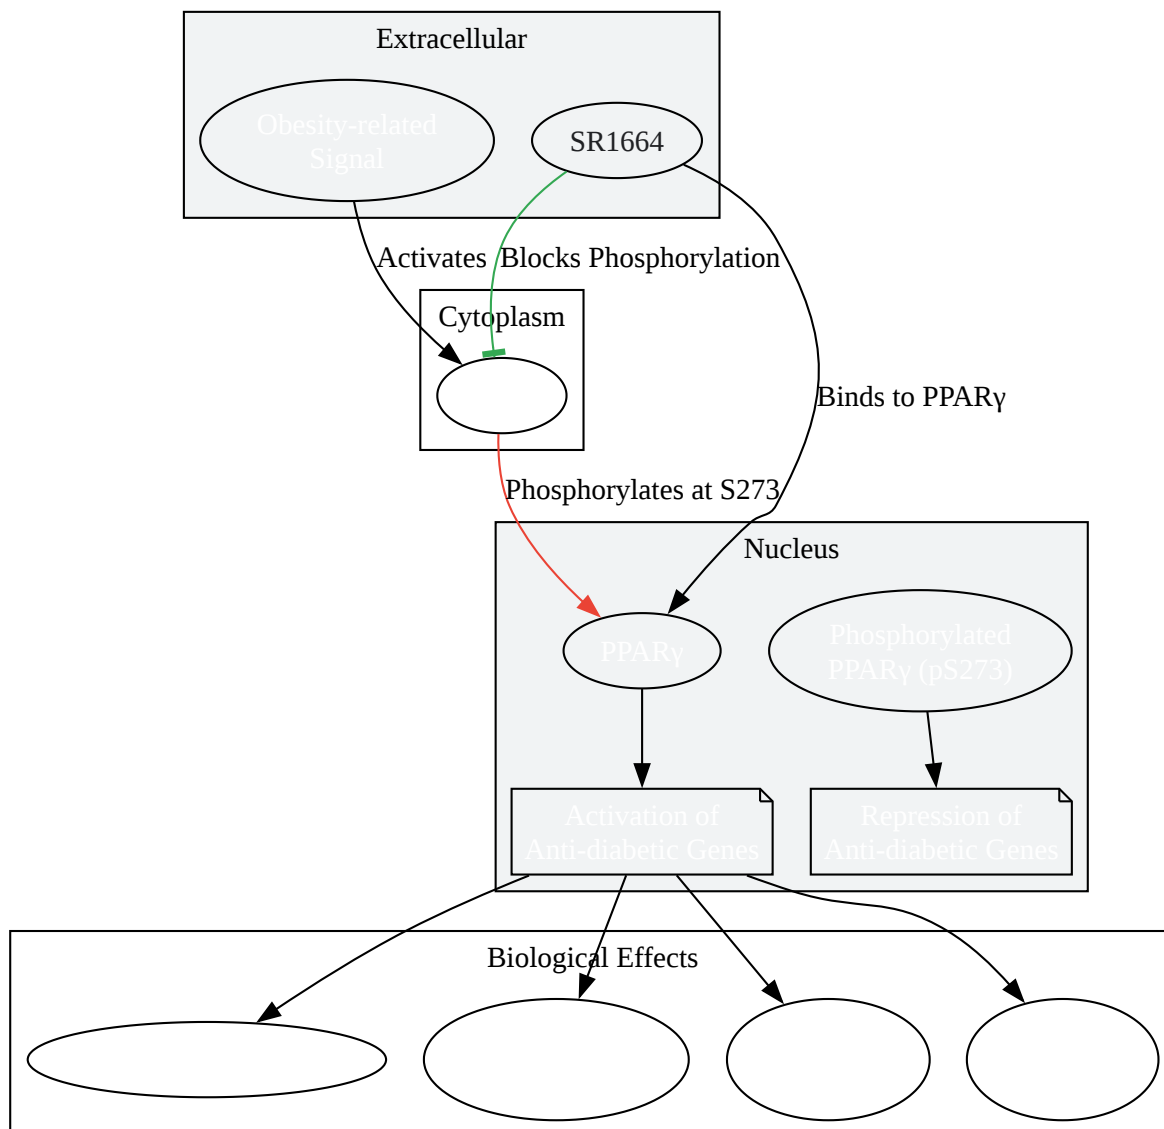 Extracellular
Obesity-related
Signal
SR1664
Activates
Blocks Phosphorylation
Cytoplasm
Binds to PPARγ
Phosphorylates at S273
Nucleus
PPARγ
Phosphorylated
PPARγ (pS273)
Activation of
Anti-diabetic Genes
Repression of
Anti-diabetic Genes
Biological Effects